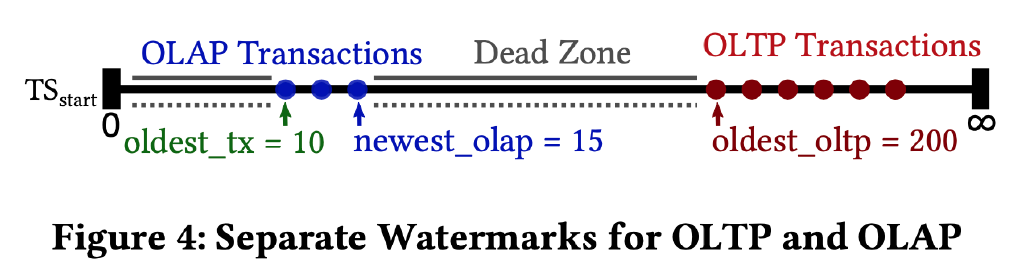 OLAP Transactions Dead Zone OLTP Transactions
TSstart
0 ∞
oldest_tx = 10 newest_olap = 15 oldest_oltp = 200
Figure 4: Separate Watermarks for OLTP and OLAP